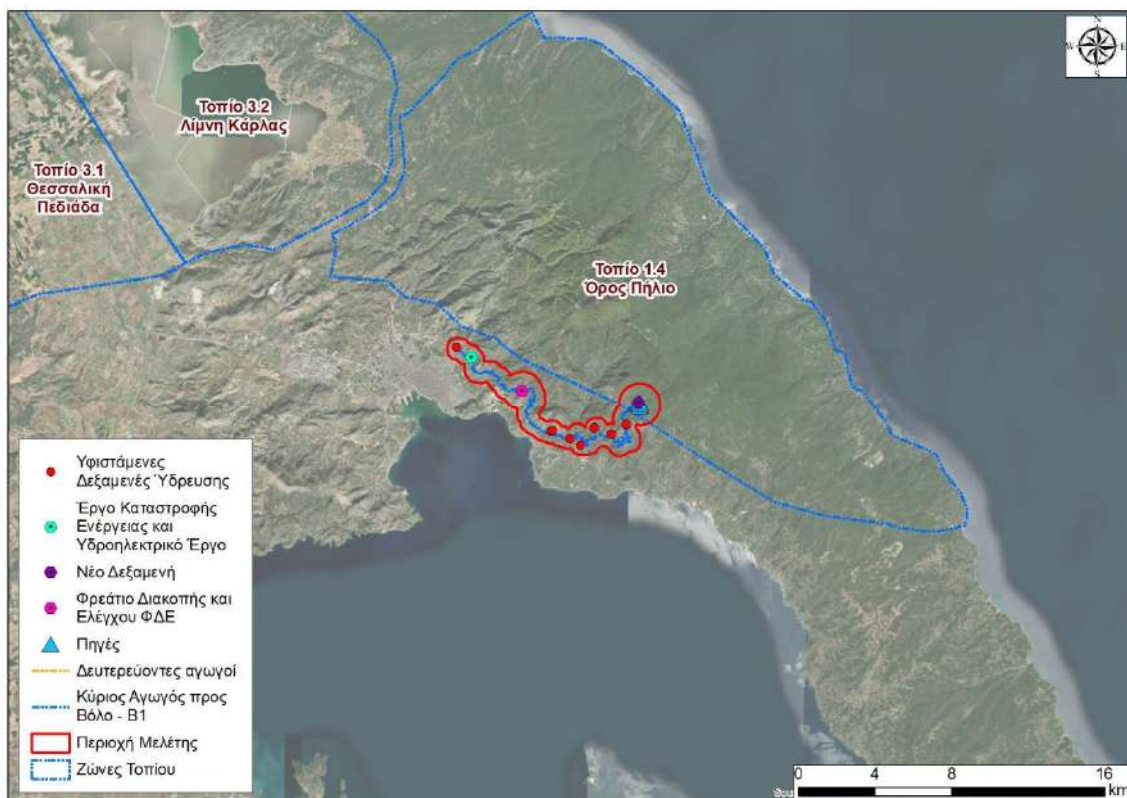 N
W E
S
Τοπίο 3.2
Λίμνη Κάρλας
Τοπίο 3.1
Θεσσαλική
Πεδιάδα
Τοπίο 1.4
Όρος Πήλιο
Υφιστάμενες
Δεξαμενές Ύδρευσης
Έργο Καταστροφής
Ενέργειας και
Υδροηλεκτρικό Έργο
Νέο Δεξαμενή
Φρεάτιο Διακοπής και
Ελέγχου ΦΔΕ
Πηγές
Δευτερεύοντες αγωγοί
Κύριος Αγωγός προς
Βόλο - Β1
Περιοχή Μελέτης
Ζώνες Τοπίου
0 4 8 16
km